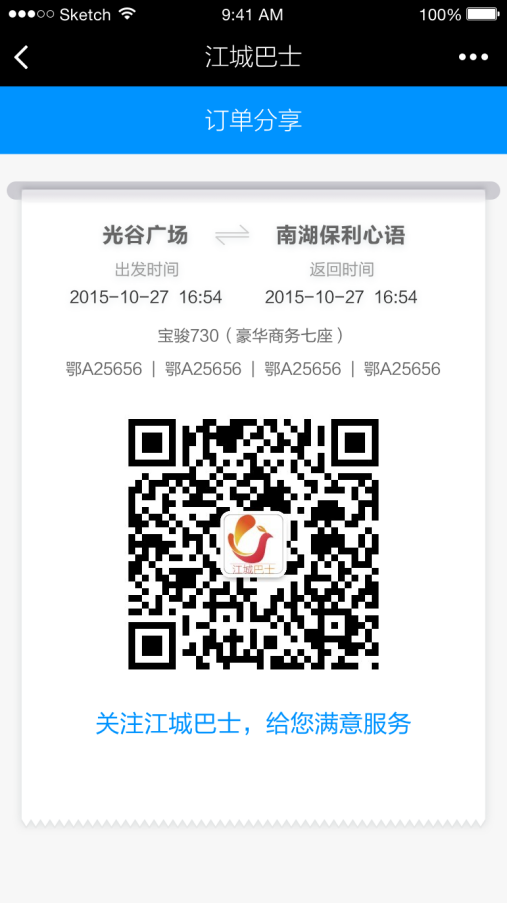 Sketch 9:41 AM 100%
江城巴士
订单分享
光谷广场 南湖保利心语
出发时间 返回时间
2015-10-27 16:54 2015-10-27 16:54
宝骏730（豪华商务七座）
鄂A25656 | 鄂A25656 | 鄂A25656 | 鄂A25656
江城巴士
关注江城巴士，给您满意服务